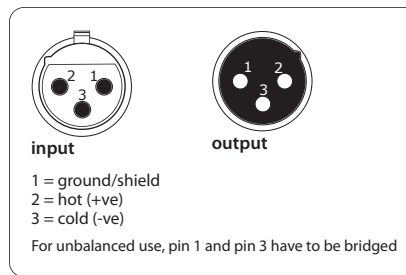 2 1 1 2
3 3
input output
1 = ground/shield
2 = hot (+ve)
3 = cold (-ve)
For unbalanced use, pin 1 and pin 3 have to be bridged